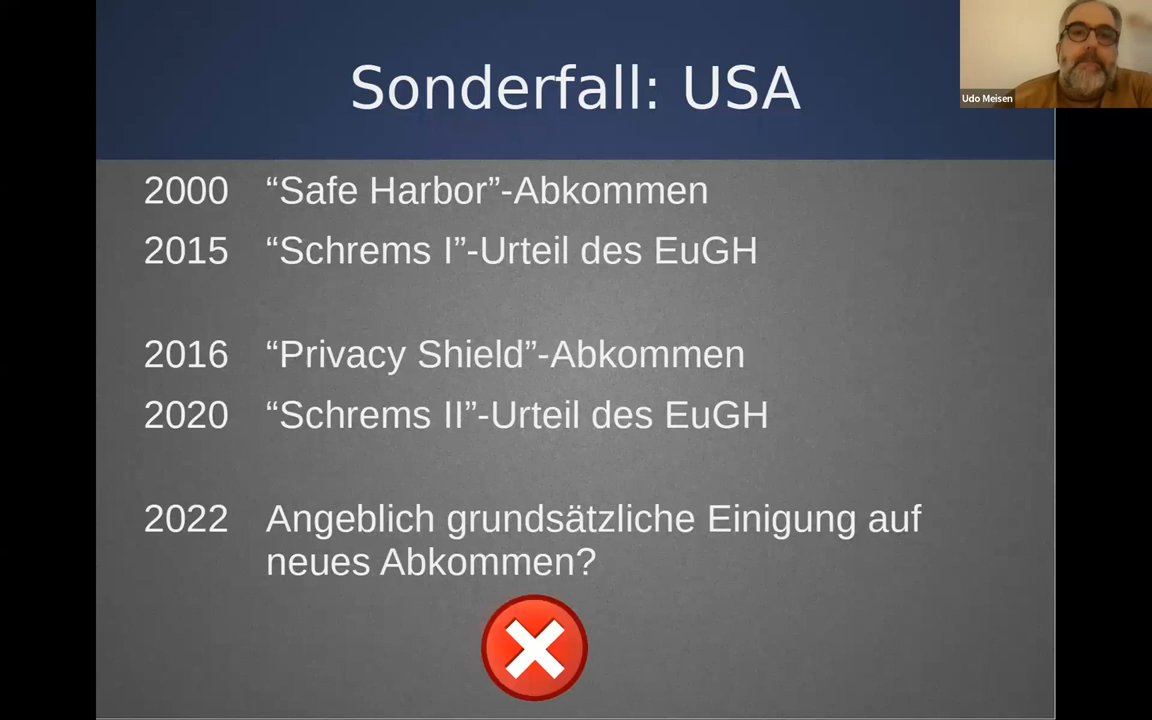 Sonderfall: USA
Udo Meisen
2000 “Safe Harbor”-Abkommen
2015 “Schrems I”-Urteil des EuGH
2016 “Privacy Shield”-Abkommen
2020 “Schrems II”-Urteil des EuGH
2022 Angeblich grundsätzliche Einigung auf
neues Abkommen?